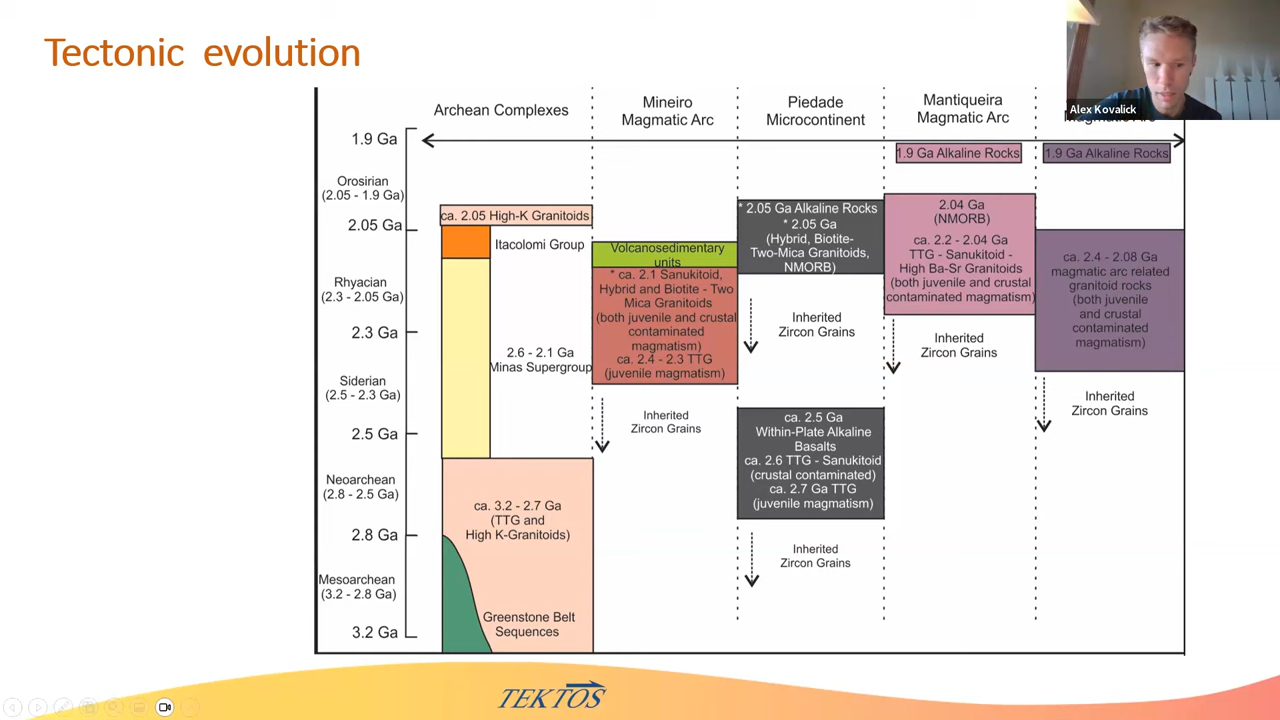 Tectonic evolution
Alex Kovalick
Archean Complexes
Mineiro
Magmatic Arc
Piedade
Microcontinent
Mantiqueira
Magmatic Arc
Magmatic Arc
1.9 Ga
1.9 Ga Alkaline Rocks
1.9 Ga Alkaline Rocks
Orosirian
(2.05 - 1.9 Ga)
2.05 Ga
Rhyacian
(2.3 - 2.05 Ga)
2.3 Ga
Siderian
(2.5 - 2.3 Ga)
2.5 Ga
Neoarchean
(2.8 - 2.5 Ga)
2.8 Ga
Mesoarchean
(3.2 - 2.8 Ga)
3.2 Ga
ca. 2.05 High-K Granitoids
Itacolomi Group
2.6 - 2.1 Ga
Minas Supergroup
ca. 3.2 - 2.7 Ga
(TTG and
High K-Granitoids)
Greenstone Belt
Sequences
Volcanosedimentary
units
* ca. 2.1 Sanukitoid,
Hybrid and Biotite - Two
Mica Granitoids
(both juvenile and crustal
contaminated
magmatism)
ca. 2.4 - 2.3 TTG
(juvenile magmatism)
Inherited
Zircon Grains
* 2.05 Ga Alkaline Rocks
* 2.05 Ga
(Hybrid, Biotite-
Two-Mica Granitoids,
NMORB)
Inherited
Zircon Grains
ca. 2.5 Ga
Within-Plate Alkaline
Basalts
ca. 2.6 TTG - Sanukitoid
(crustal contaminated)
ca. 2.7 Ga TTG
(juvenile magmatism)
Inherited
Zircon Grains
2.04 Ga
(NMORB)
ca. 2.2 - 2.04 Ga
TTG - Sanukitoid -
High Ba-Sr Granitoids
(both juvenile and crustal
contaminated magmatism)
Inherited
Zircon Grains
ca. 2.4 - 2.08 Ga
magmatic arc related
granitoid rocks
(both juvenile
and crustal
contaminated
magmatism)
Inherited
Zircon Grains
TEKTOS